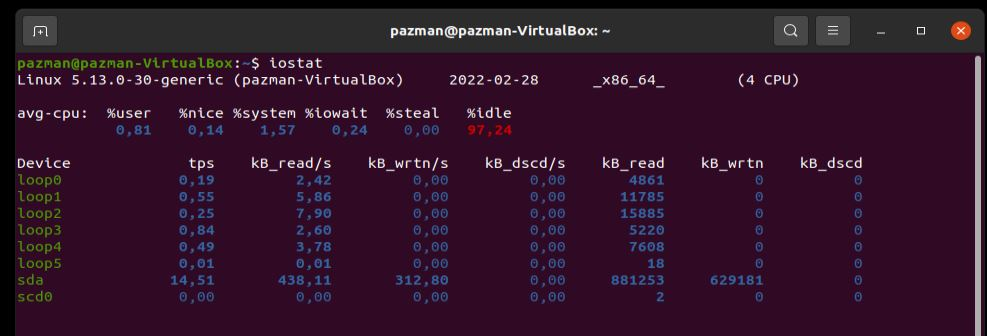 pazman@pazman-VirtualBox: ~
pazman@pazman-VirtualBox:~$ iostat
Linux 5.13.0-30-generic (pazman-VirtualBox) 2022-02-28 _x86_64_ (4 CPU)
avg-cpu: %user %nice %system %iowait %steal %idle
0,81 0,14 1,57 0,24 0,00 97,24
Device tps kB_read/s kB_wrtn/s kB_dscd/s kB_read kB_wrtn kB_dscd
loop0 0,19 2,42 0,00 0,00 4861 0 0
loop1 0,55 5,86 0,00 0,00 11785 0 0
loop2 0,25 7,90 0,00 0,00 15885 0 0
loop3 0,84 2,60 0,00 0,00 5220 0 0
loop4 0,49 3,78 0,00 0,00 7608 0 0
loop5 0,01 0,01 0,00 0,00 18 0 0
sda 14,51 438,11 312,80 0,00 881253 629181 0
scd0 0,00 0,00 0,00 0,00 2 0 0